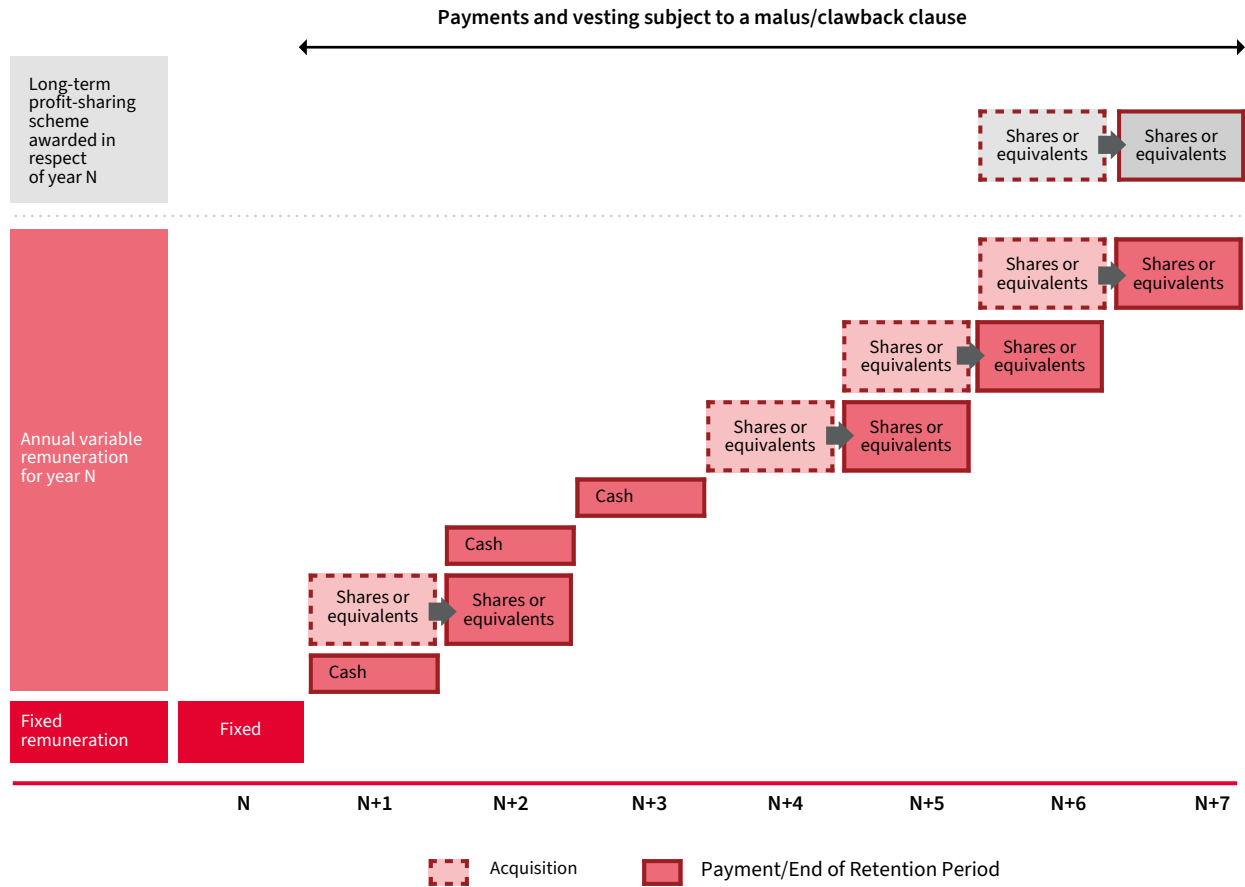 Payments and vesting subject to a malus/clawback clause
Long-term
profit-sharing
scheme
awarded in
respect
of year N
Shares or
equivalents
Shares or
equivalents
Shares or
equivalents
Shares or
equivalents
Shares or
equivalents
Shares or
equivalents
Shares or
equivalents
Shares or
equivalents
Annual variable
remuneration
for year N
Cash
Cash
Shares or
equivalents
Shares or
equivalents
Cash
Fixed
remuneration
Fixed
N
N+1
N+2
N+3
N+4
N+5
N+6
N+7
Acquisition
Payment/End of Retention Period